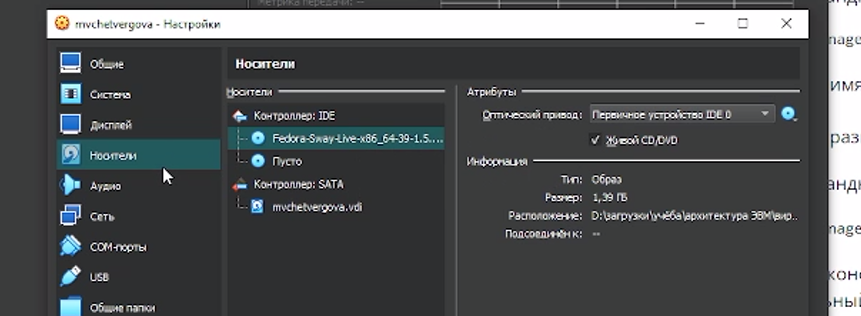 Метрика передачи: --
mvchetvergova - Настройки
Общие
Система
Дисплей
Носители
Аудио
Сеть
COM-порты
USB
Общие папки
Носители
Носители
Контроллер: IDE
Fedora-Sway-Live-x86_64-39-1.5....
Пусто
Контроллер: SATA
mvchetvergova.vdi
Атрибуты
Оптический привод: Первичное устройство IDE 0
Живой CD/DVD
Информация
Тип: Образ
Размер: 1,39 ГБ
Расположение: D:\загрузки\учёба\архитектура ЭВМ\вир...
Подсоединён к: --